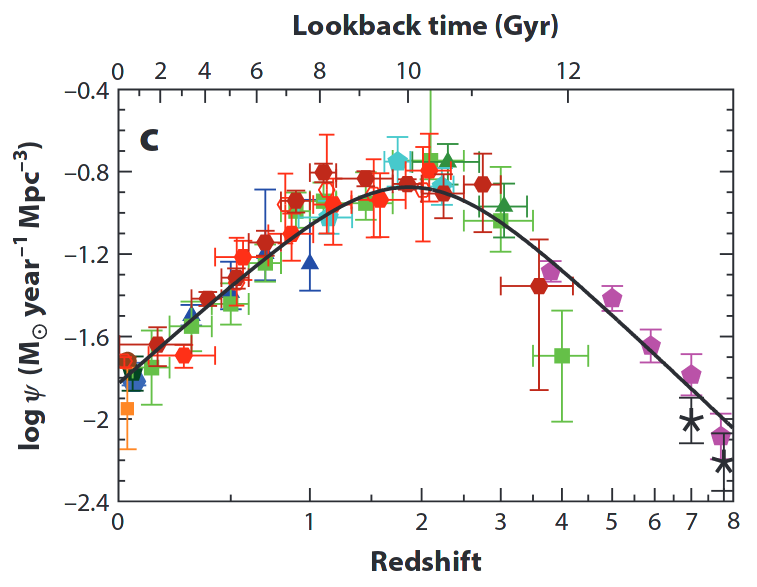 Lookback time (Gyr)
0 2 4 6 8 10 12
−0.4
c
−0.8
−1.2
−1.6
−2
−2.4
log ψ (M☉ year⁻¹ Mpc⁻³)
0 1 2 3 4 5 6 7 8
Redshift